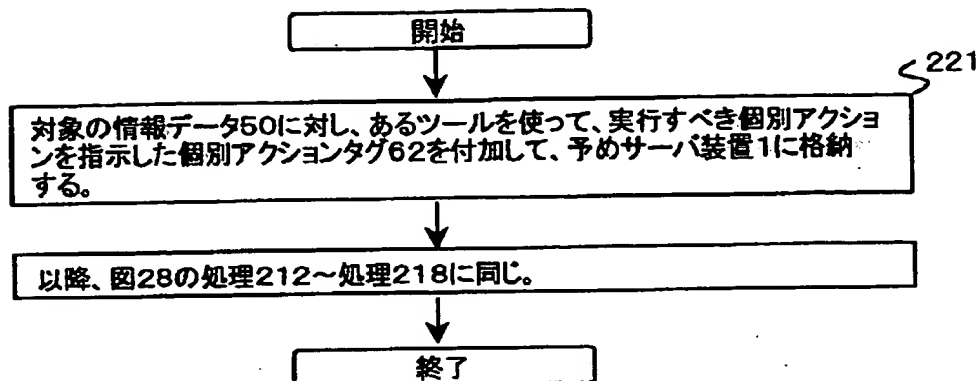 開始
221
対象の情報データ50に対し、あるツールを使って、実行すべき個別アクショ
ンを指示した個別アクションタグ62を付加して、予めサーバ装置1に格納
する。
以降、図28の処理212～処理218に同じ。
終了